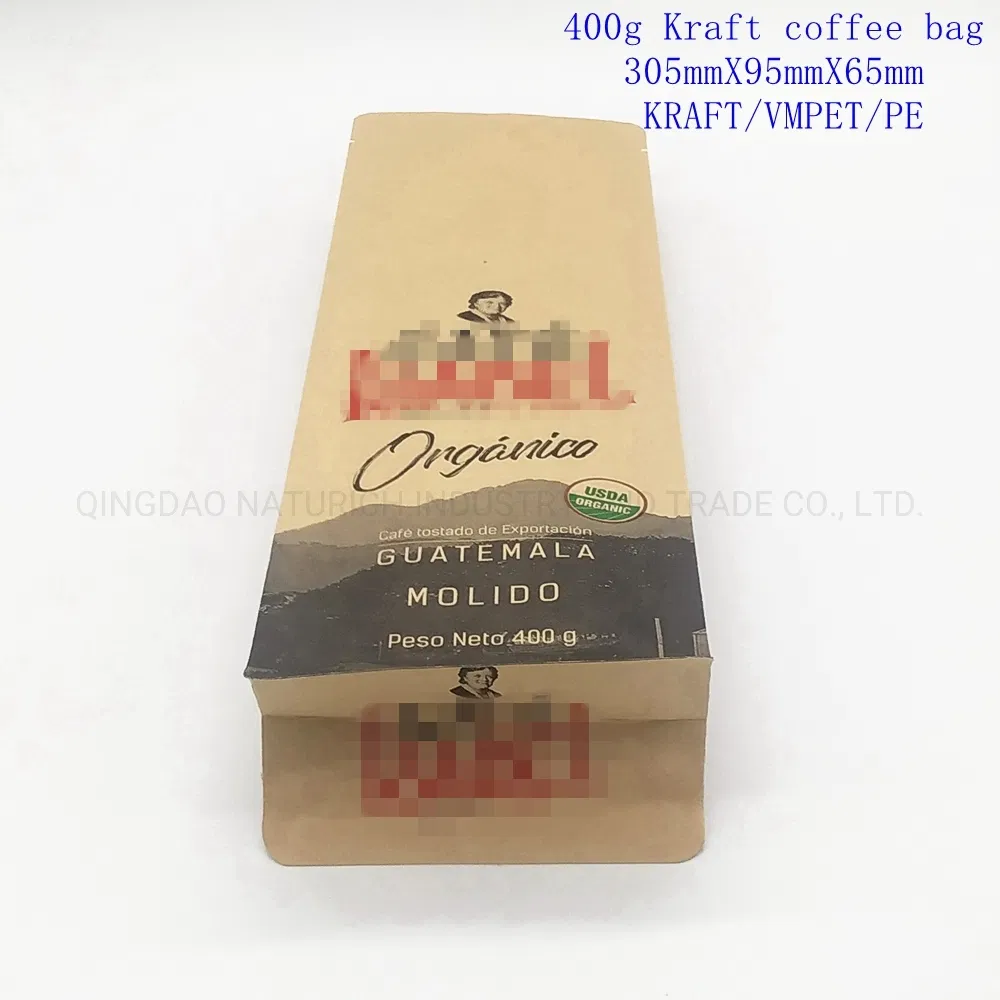 400g Kraft coffee bag
305mmX95mmX65mm
KRAFT/VMPET/PE
Orgánico
USDA
ORGANIC
QINGDAO NATURICH INDUSTRY AND TRADE CO., LTD.
Café tostado de Exportación
GUATEMALA
MOLIDO
Peso Neto 400 g